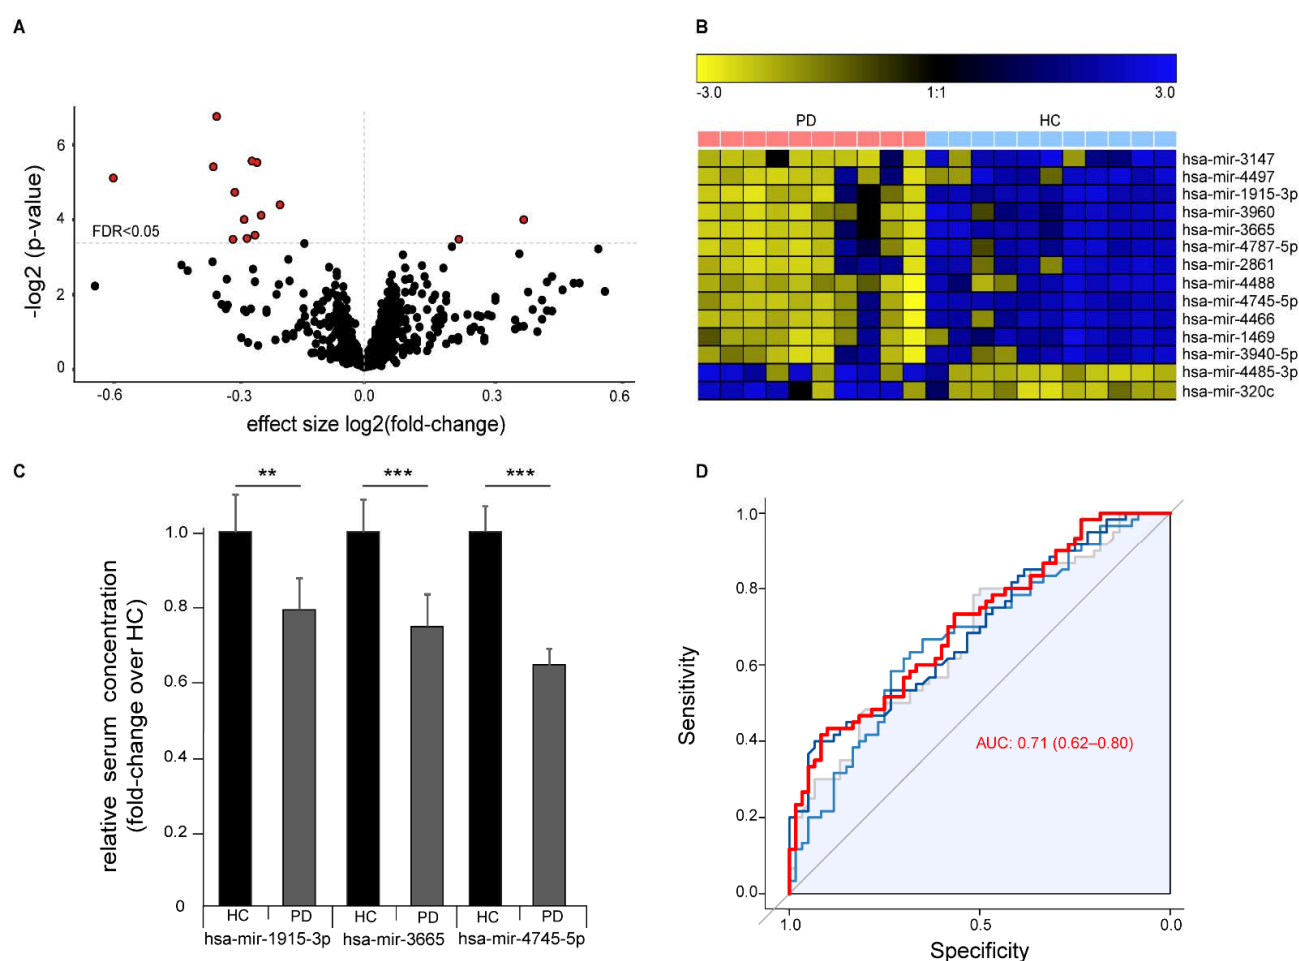 A
6
4
2
0
-log2 (p-value)
FDR<0.05
-0.6
-0.3
0.0
0.3
0.6
effect size log2(fold-change)
B
-3.0
1:1
3.0
PD
HC
hsa-mir-3147
hsa-mir-4497
hsa-mir-1915-3p
hsa-mir-3960
hsa-mir-3665
hsa-mir-4787-5p
hsa-mir-2861
hsa-mir-4488
hsa-mir-4745-5p
hsa-mir-4466
hsa-mir-1469
hsa-mir-3940-5p
hsa-mir-4485-3p
hsa-mir-320c
C
**
***
***
1.0
0.8
0.6
0.4
0.2
0
relative serum concentration
(fold-change over HC)
HC
PD
HC
PD
HC
PD
hsa-mir-1915-3p
hsa-mir-3665
hsa-mir-4745-5p
D
1.0
0.8
0.6
0.4
0.2
0.0
Sensitivity
AUC: 0.71 (0.62–0.80)
1.0
0.5
0.0
Specificity